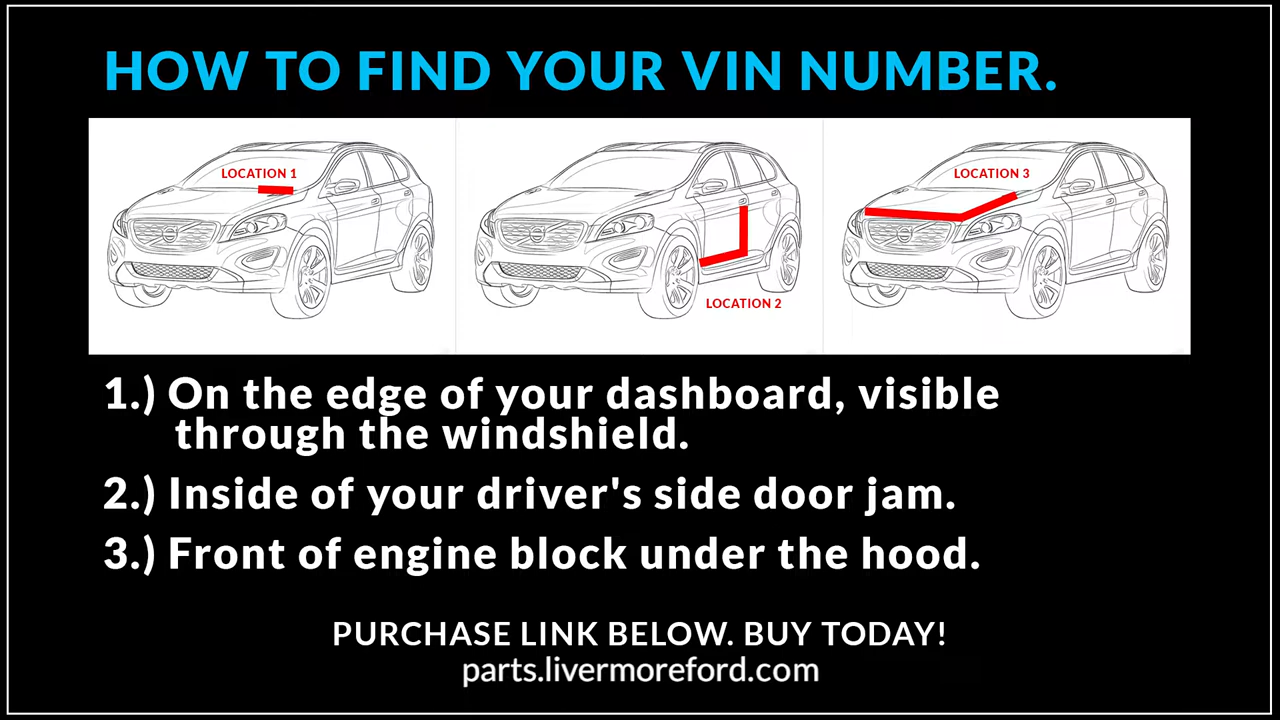 HOW TO FIND YOUR VIN NUMBER.
LOCATION 1
LOCATION 2
LOCATION 3
1.) On the edge of your dashboard, visible
through the windshield.
2.) Inside of your driver's side door jam.
3.) Front of engine block under the hood.
PURCHASE LINK BELOW. BUY TODAY!
parts.livermoreford.com